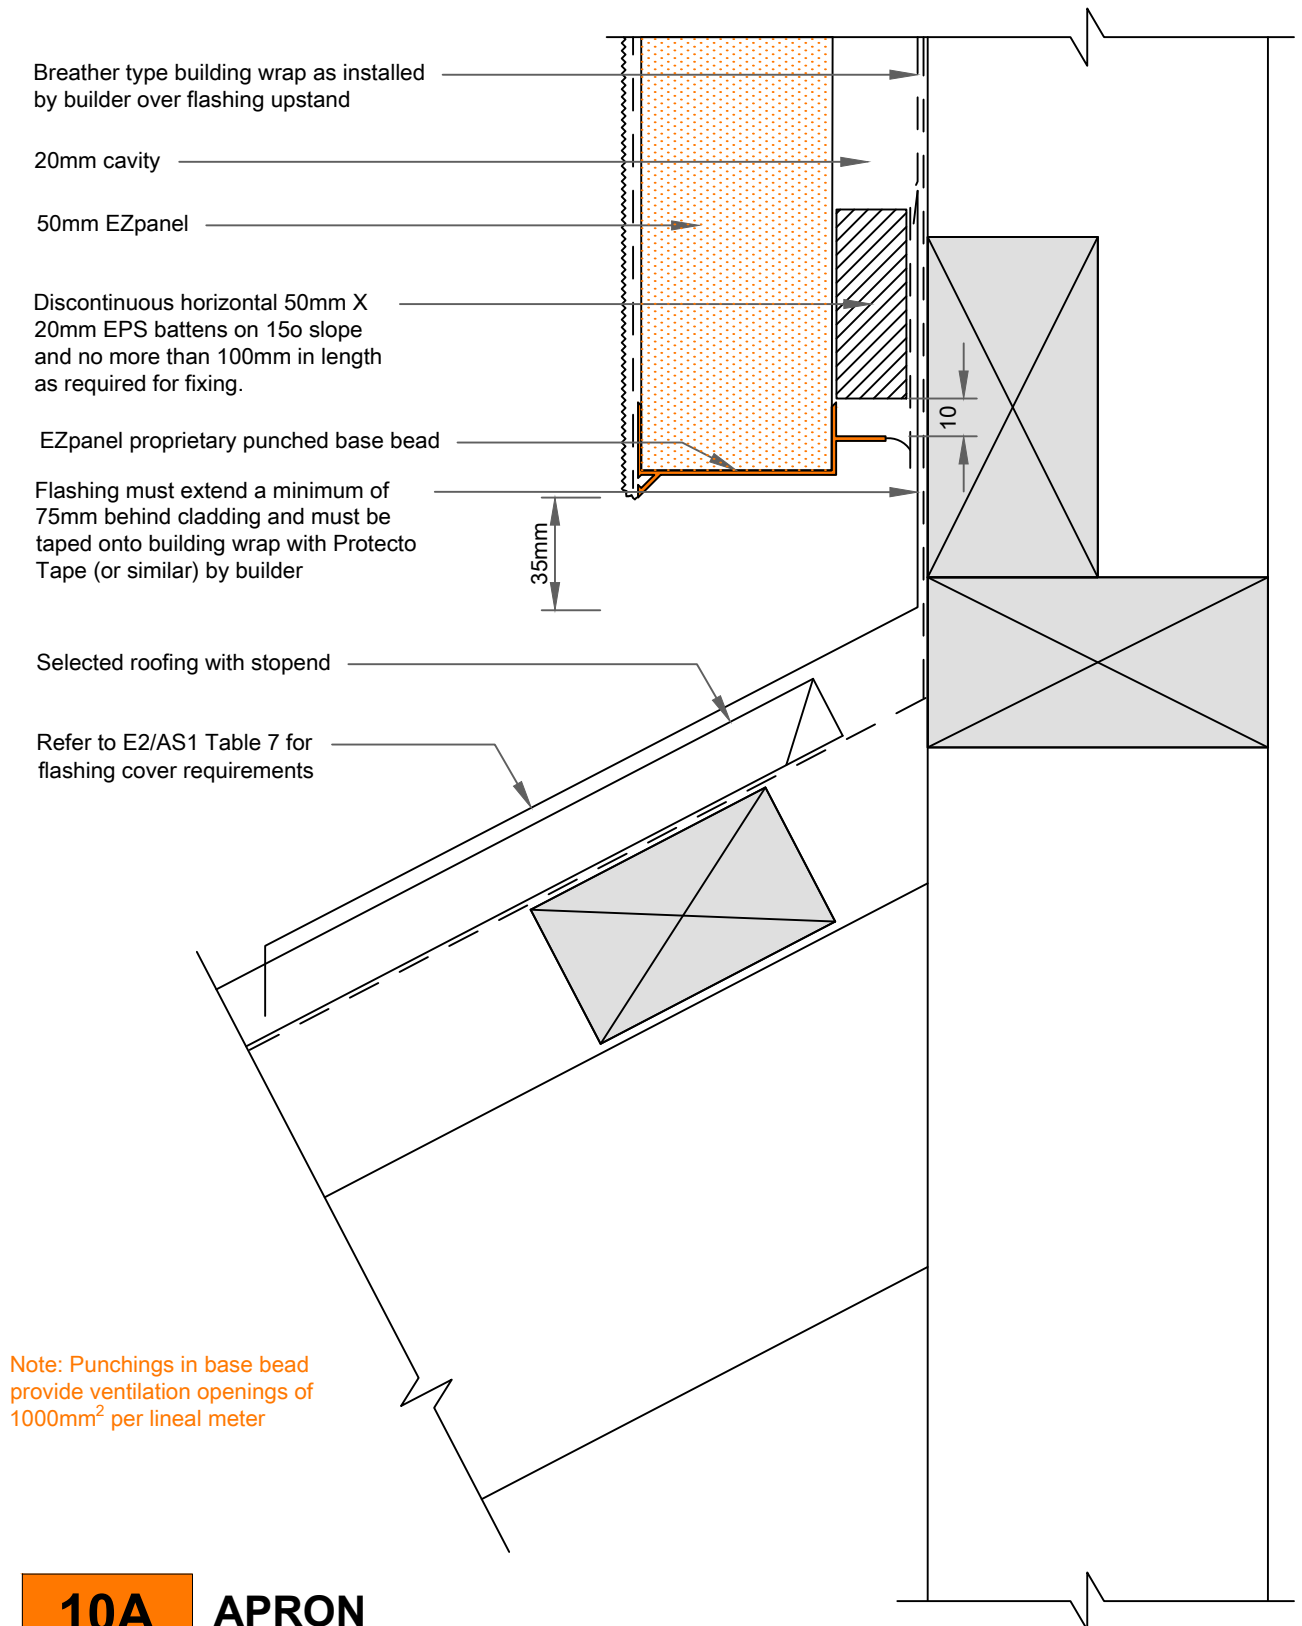 Breather type building wrap as installed
by builder over flashing upstand
20mm cavity
50mm EZpanel
Discontinuous horizontal 50mm X
20mm EPS battens on 15o slope
and no more than 100mm in length
as required for fixing.
10
EZpanel proprietary punched base bead
Flashing must extend a minimum of
75mm behind cladding and must be
taped onto building wrap with Protecto
Tape (or similar) by builder
35mm
Selected roofing with stopend
Refer to E2/AS1 Table 7 for
flashing cover requirements
Note: Punchings in base bead
provide ventilation openings of
1000mm² per lineal meter
10A APRON